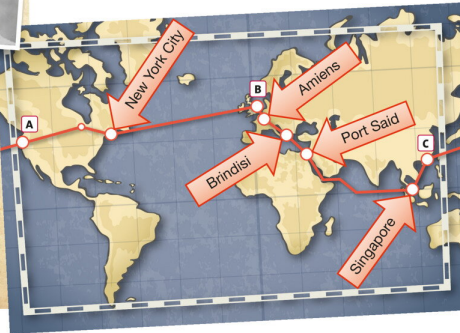 New York City
B
Amiens
A
Port Said
C
Brindisi
Singapore